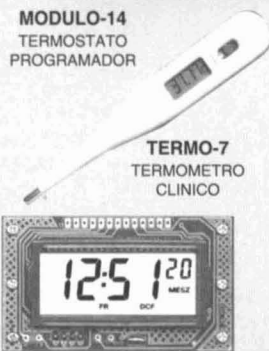 MODULO-14
TERMOSTATO
PROGRAMADOR
TERMO-7
TERMOMETRO
CLINICO
12:51 20
MESZ
FR DCF